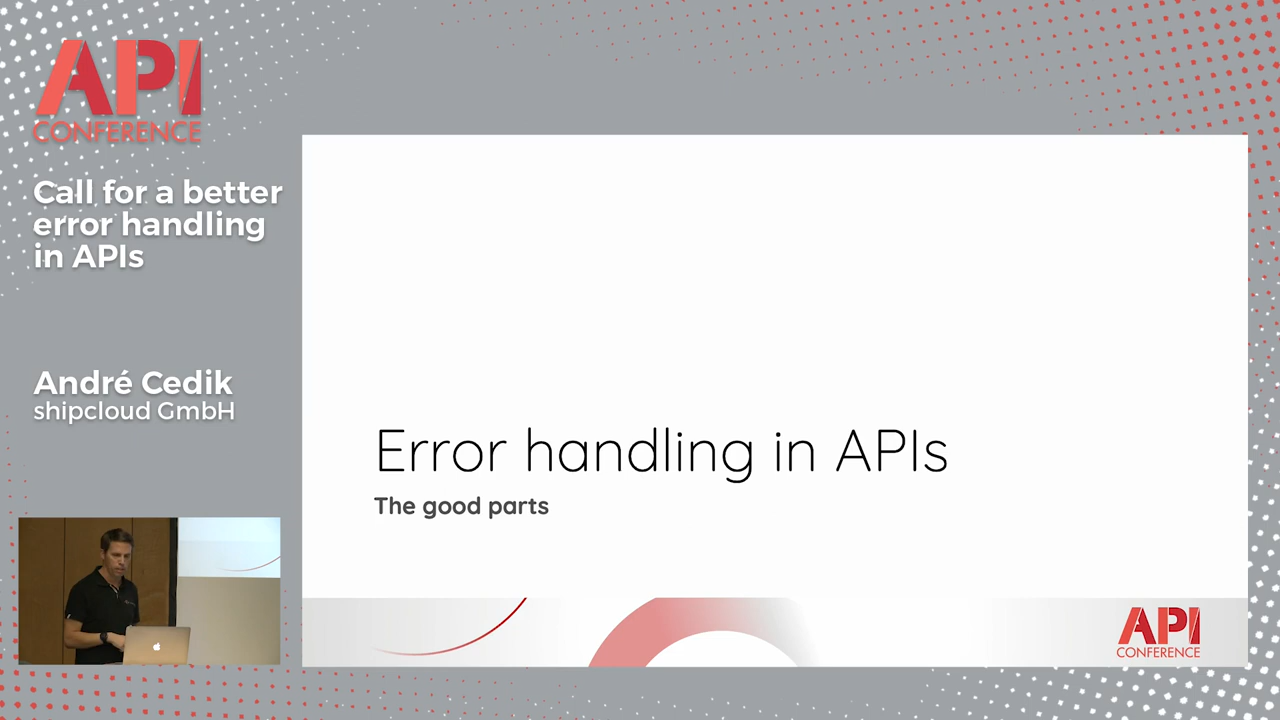 API
CONFERENCE
Call for a better
error handling
in APIs
André Cedik
shipcloud GmbH
Error handling in APIs
The good parts
API
CONFERENCE